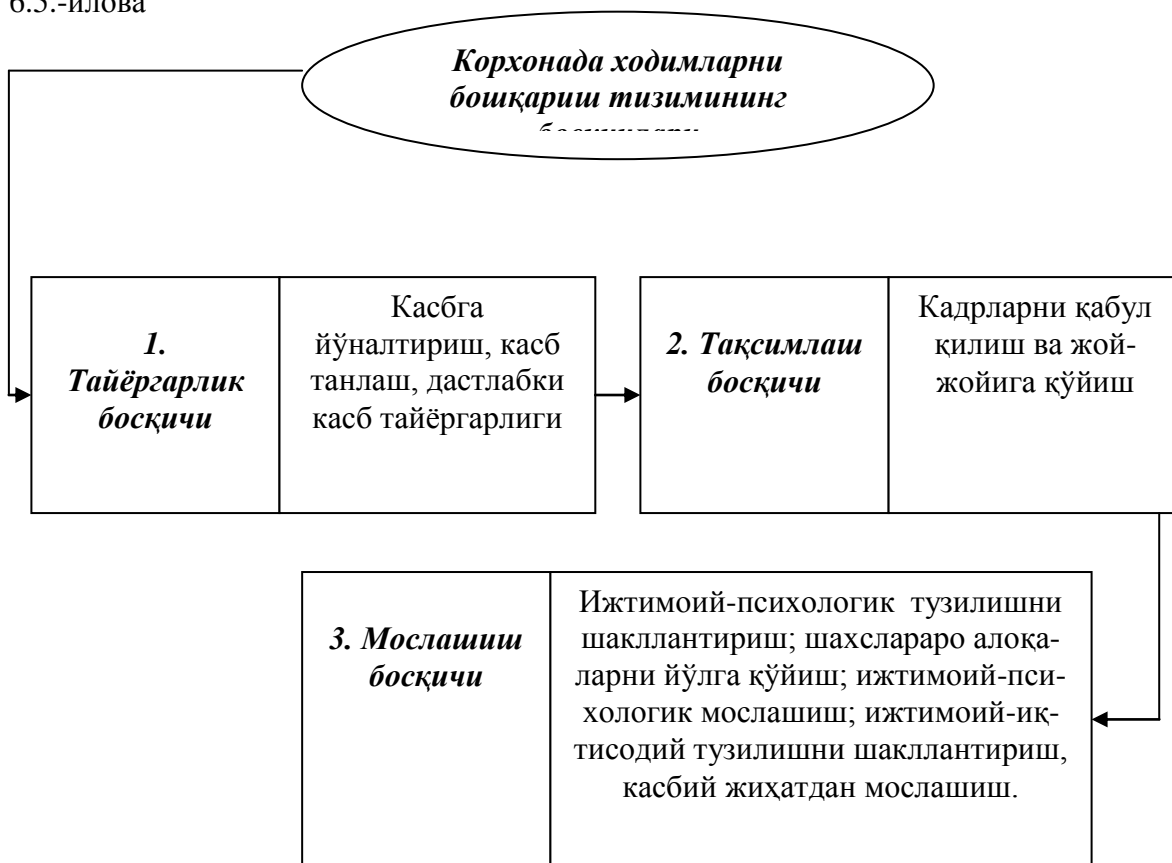 6.5.-илова
Корхонада ходимларни
бошқариш тизимининг
1.
Тайёргарлик
босқичи
Касбга
йўналтириш, касб
танлаш, дастлабки
касб тайёргарлиги
2. Тақсимлаш
босқичи
Кадрларни қабул
қилиш ва жой-
жойига қўйиш
3. Мослашиш
босқичи
Ижтимоий-психологик тузилишни
шакллантириш; шахслараро алоқа-
ларни йўлга қўйиш; ижтимоий-пси-
хологик мослашиш; ижтимоий-иқ-
тисодий тузилишни шакллантириш,
касбий жиҳатдан мослашиш.